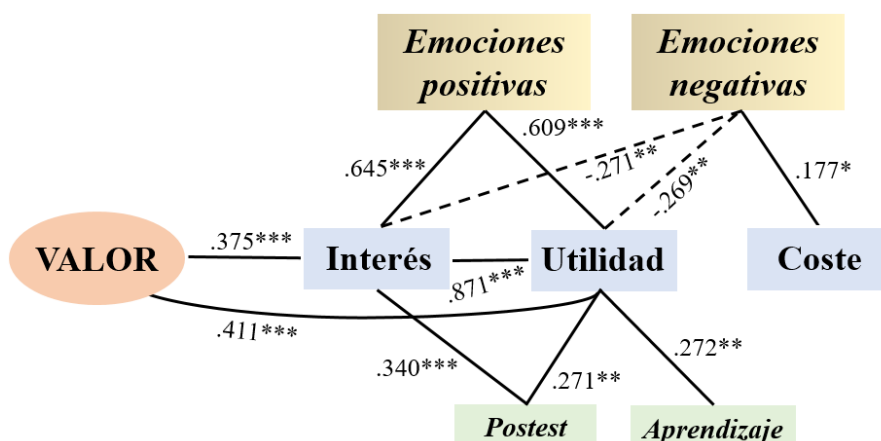 Emociones
positivas
Emociones
negativas
.645***
.609***
-.271**
-.269**
.177*
VALOR
.375***
Interés
.871***
Utilidad
Coste
.411***
.340***
.271**
.272**
Postest
Aprendizaje